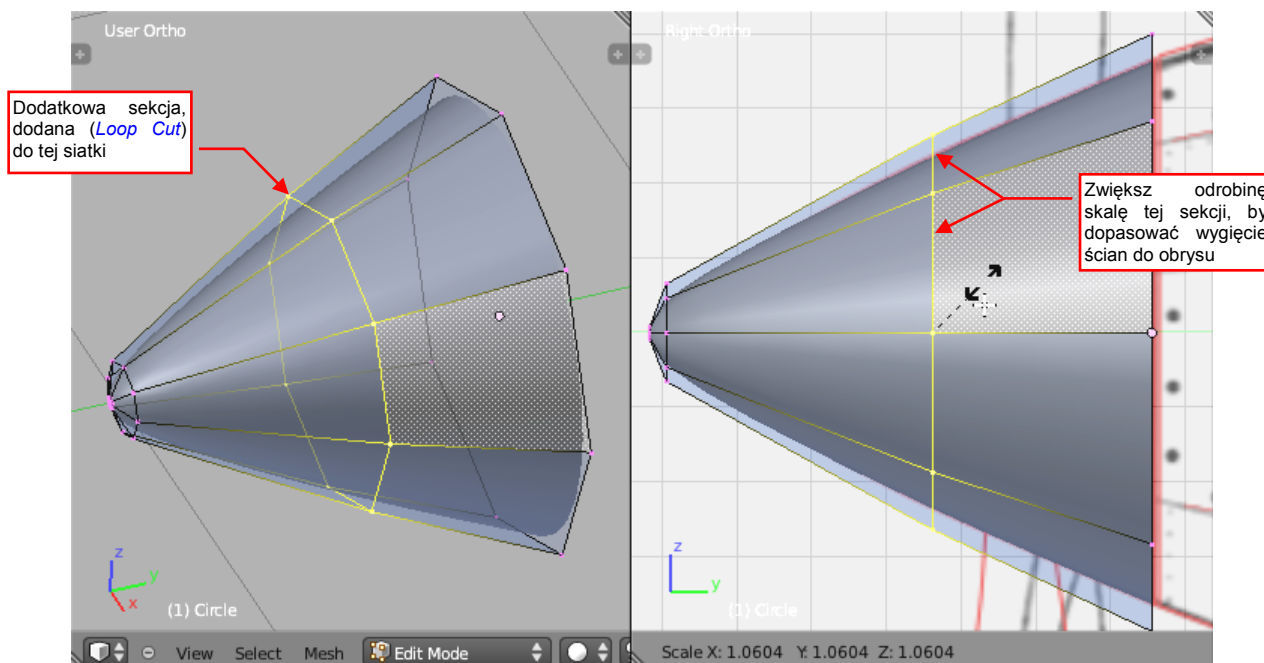 User Ortho
Right Ortho
Dodatkowa sekcja,
dodana (Loop Cut)
do tej siatki
Zwiększ odrobinę
skalę tej sekcji, by
dopasować wygięcie
ścian do obrysu
z
y
x
(1) Circle
z
y
(1) Circle
View Select Mesh Edit Mode
Scale X: 1.0604 Y: 1.0604 Z: 1.0604